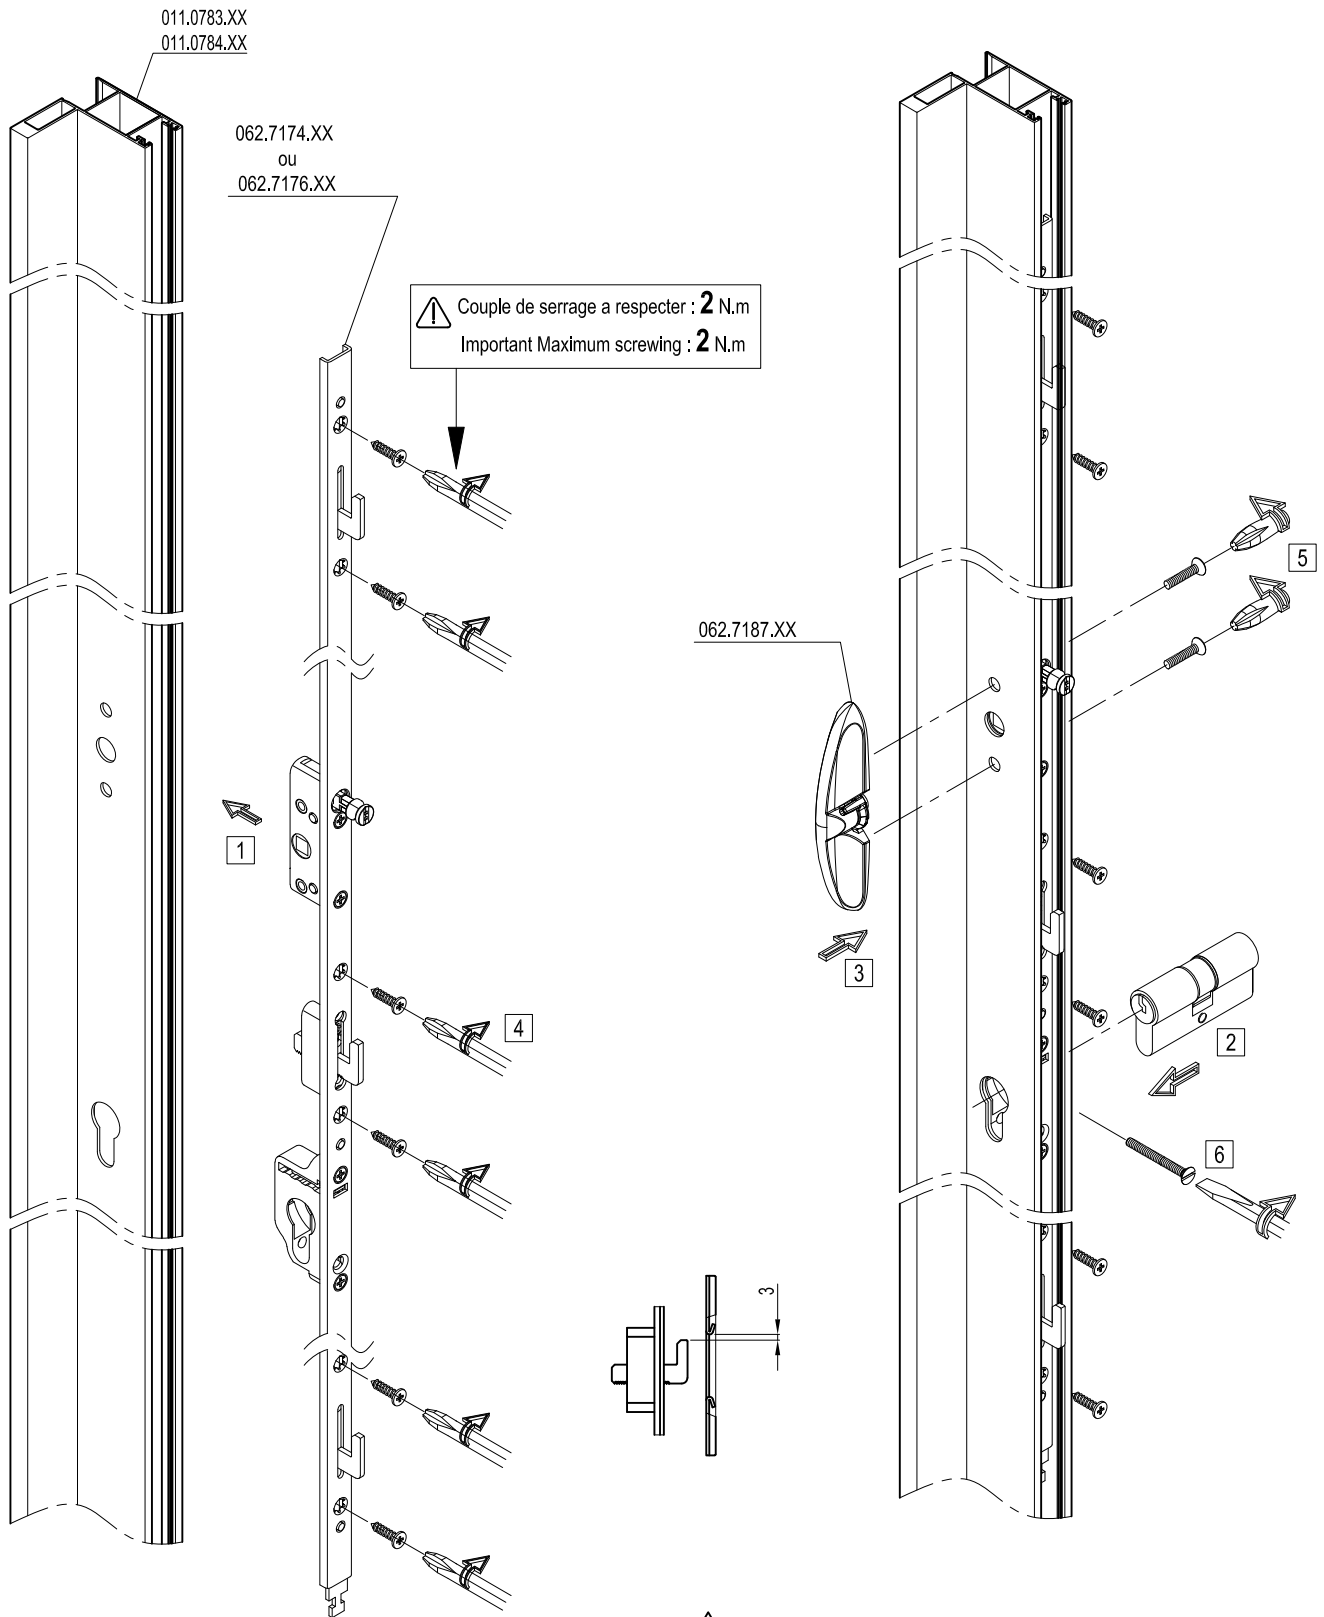 011.0783.XX
011.0784.XX
062.7174.XX
ou
062.7176.XX
Couple de serrage a respecter : 2 N.m
Important Maximum screwing : 2 N.m
5
062.7187.XX
1
3
4
2
6
3